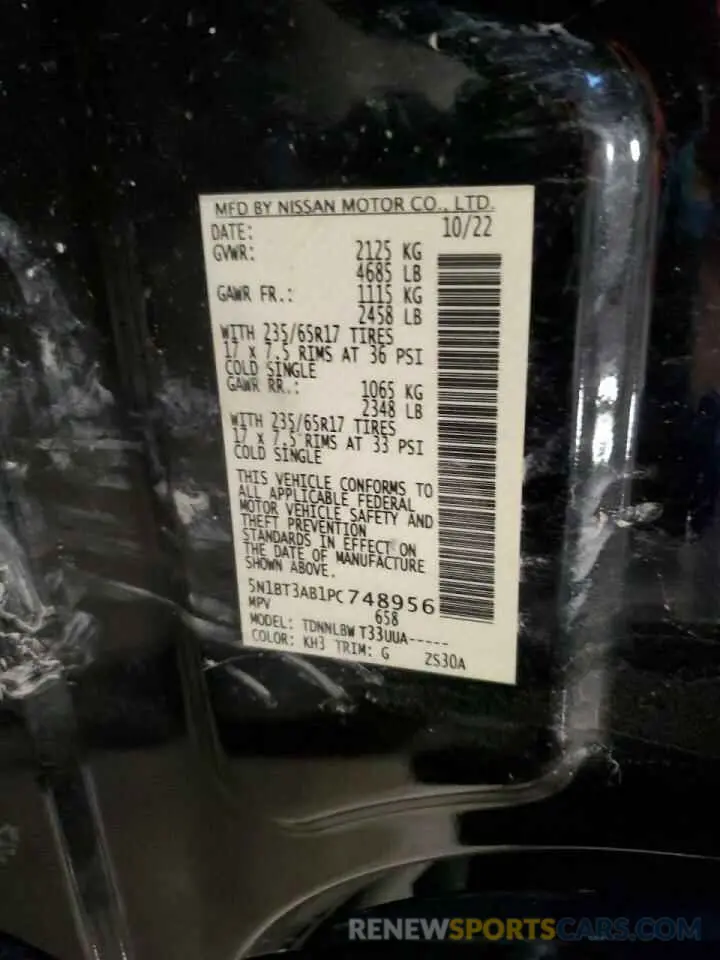 MFD BY NISSAN MOTOR CO., LTD.
DATE: 10/22
GVWR: 2125 KG
4685 LB
GAWR FR.: 1115 KG
2458 LB
WITH 235/65R17 TIRES
17 x 7.5 RIMS AT 36 PSI
COLD SINGLE
GAWR RR.: 1065 KG
2348 LB
WITH 235/65R17 TIRES
17 x 7.5 RIMS AT 33 PSI
COLD SINGLE
THIS VEHICLE CONFORMS TO
ALL APPLICABLE FEDERAL
MOTOR VEHICLE SAFETY AND
THEFT PREVENTION
STANDARDS IN EFFECT ON
THE DATE OF MANUFACTURE
SHOWN ABOVE.
5N1BT3AB1PC748956
MPV 658
MODEL: TDNNLBW T33UUA-----
COLOR: KH3 TRIM: G 2S30A
RENEWSPORTSCARS.COM